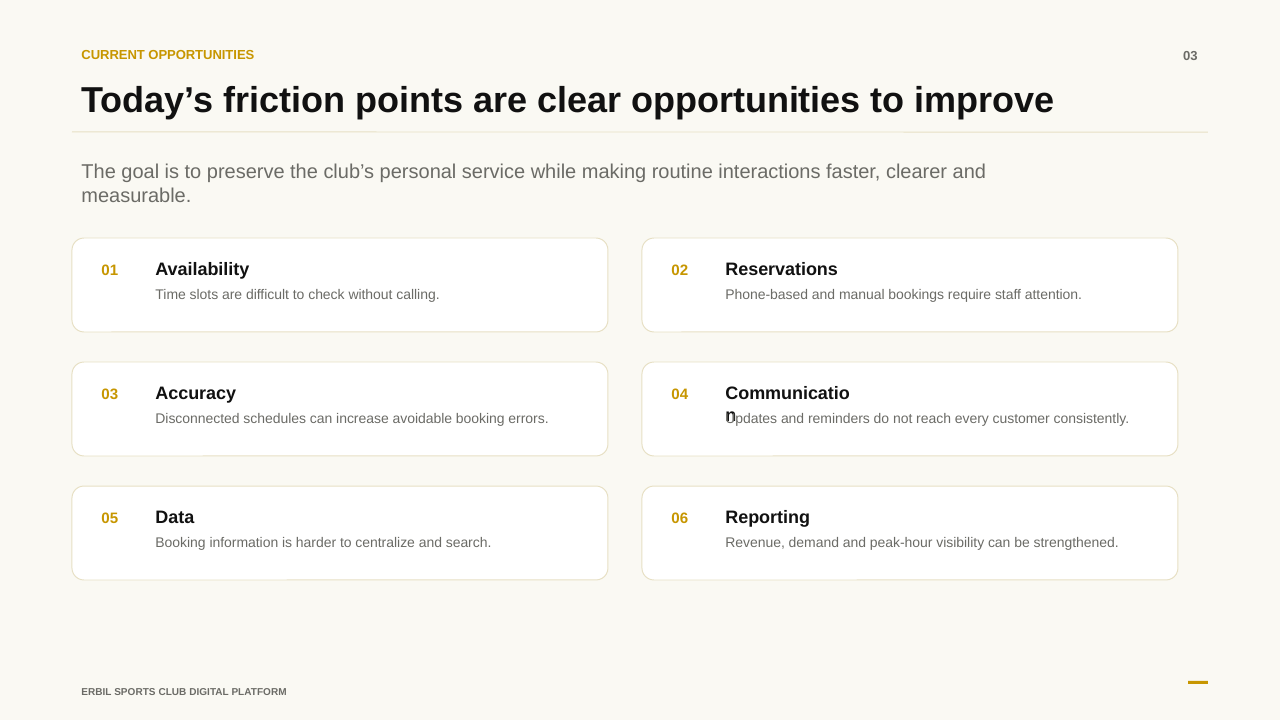 CURRENT OPPORTUNITIES
03
Today’s friction points are clear opportunities to improve
The goal is to preserve the club’s personal service while making routine interactions faster, clearer and
measurable.
01
Availability
Time slots are difficult to check without calling.
02
Reservations
Phone-based and manual bookings require staff attention.
03
Accuracy
Disconnected schedules can increase avoidable booking errors.
04
Communicatio
n
Updates and reminders do not reach every customer consistently.
05
Data
Booking information is harder to centralize and search.
06
Reporting
Revenue, demand and peak-hour visibility can be strengthened.
ERBIL SPORTS CLUB DIGITAL PLATFORM